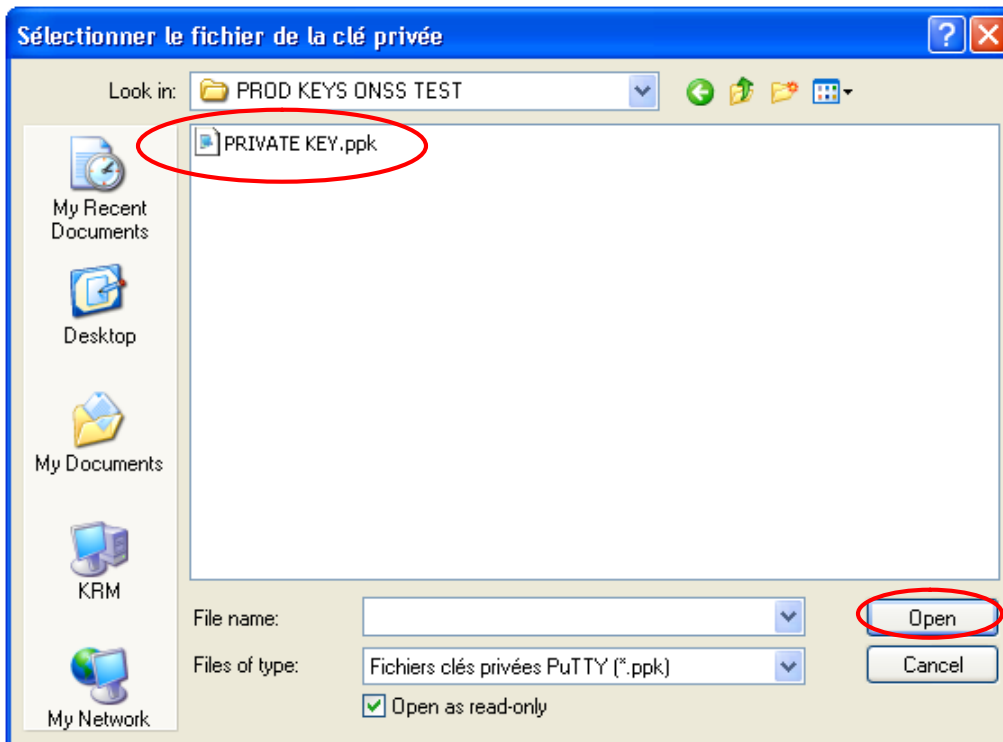 Sélectionner le fichier de la clé privée
Look in: PROD KEYS ONSS TEST
PRIVATE KEY.ppk
My Recent
Documents
Desktop
My Documents
KRM
My Network
File name:
Open
Files of type: Fichiers clés privées PuTTY (*.ppk)
Cancel
Open as read-only